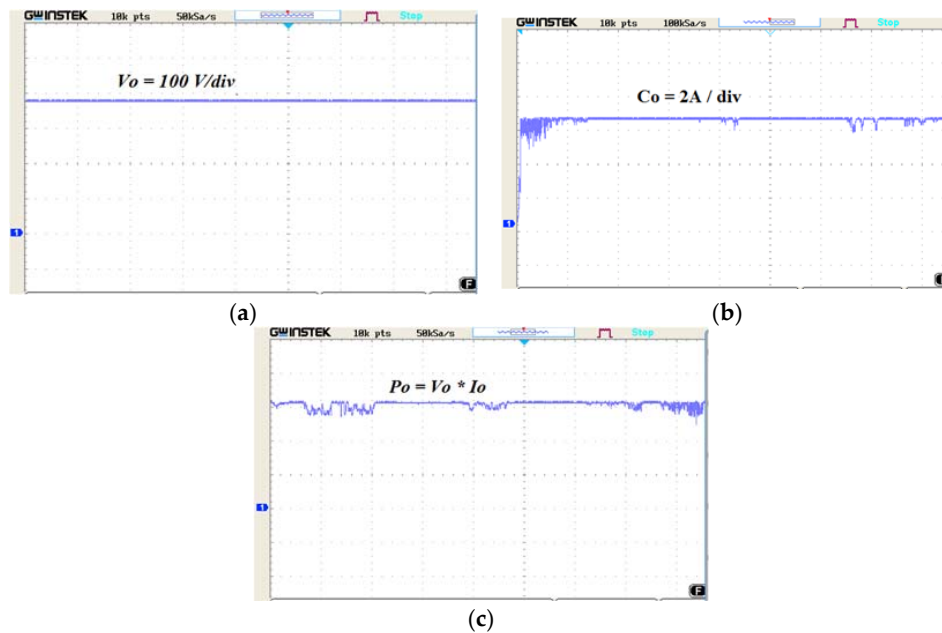 GWINSTEK 10k pts 50kSa/s Stop
Vo = 100 V/div
1
F
(a)
GWINSTEK 10k pts 100kSa/s Stop
Co = 2A / div
1
(b)
GWINSTEK 10k pts 50kSa/s Stop
Po = Vo * Io
1
F
(c)